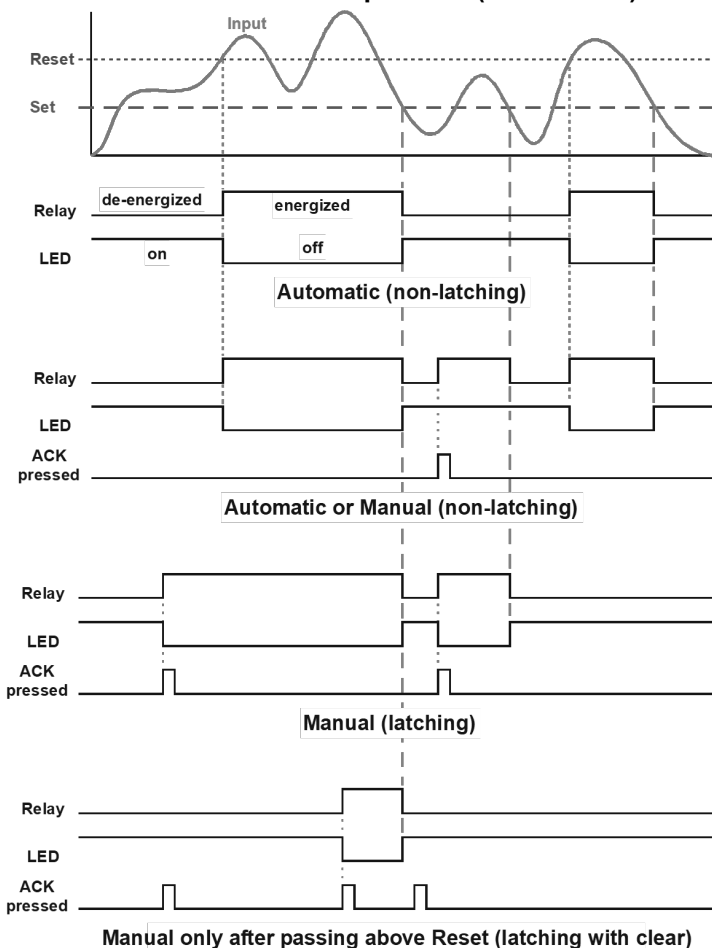 Input
Reset
Set
Relay
de-energized
energized
LED
on
off
Automatic (non-latching)
Relay
LED
ACK
pressed
Automatic or Manual (non-latching)
Relay
LED
ACK
pressed
Manual (latching)
Relay
LED
ACK
pressed
Manual only after passing above Reset (latching with clear)